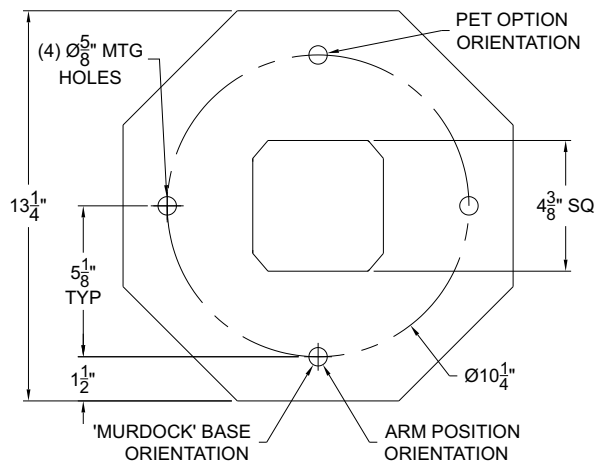 PET OPTION
ORIENTATION
(4) Ø5/8" MTG
HOLES
13 1/4"
4 3/8" SQ
5 1/8"
TYP
Ø10 1/4"
1 1/2"
'MURDOCK' BASE
ORIENTATION
ARM POSITION
ORIENTATION